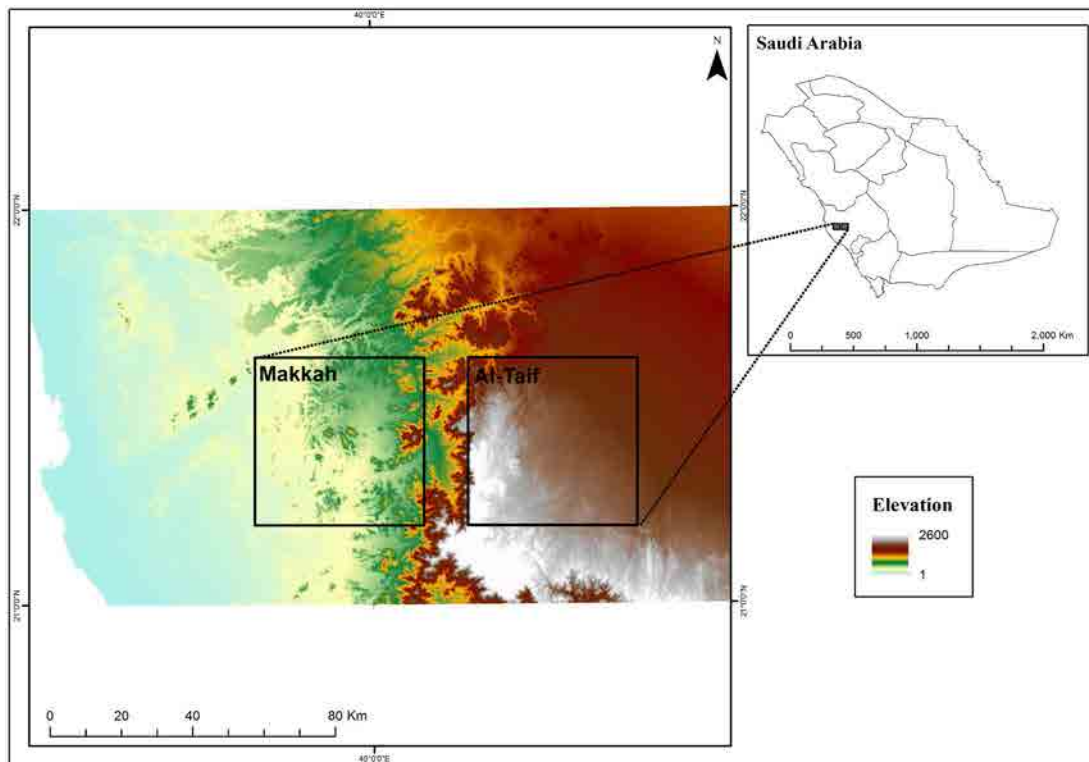 40°0'0"E
N
Saudi Arabia
22°0'0"N
22°0'0"N
0 500 1,000 2,000 Km
Makkah
Al-Taif
Elevation
2600
1
21°0'0"N
21°0'0"N
0 20 40 60 80 Km
40°0'0"E